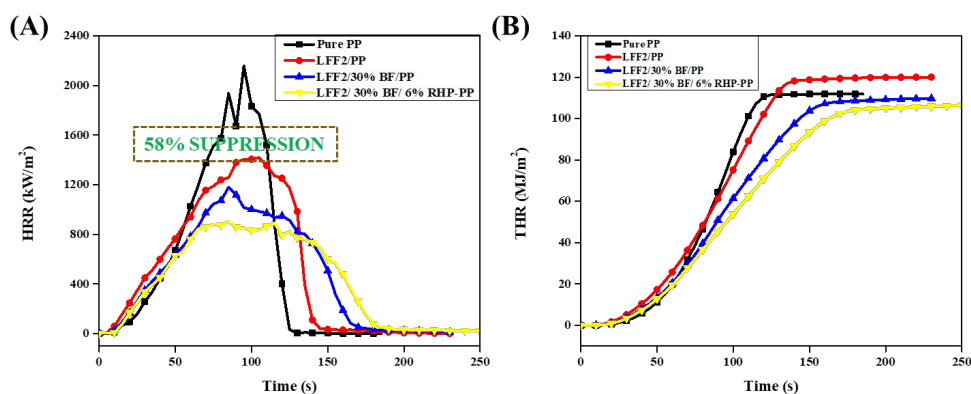 (A)
2400
2000
1600
1200
800
400
0
HRR (kW/m²)
0 50 100 150 200 250
Time (s)
Pure PP
LFF2/PP
LFF2/30% BF/PP
LFF2/ 30% BF/ 6% RHP-PP
58% SUPPRESSION
(B)
140
120
100
80
60
40
20
0
THR (MJ/m²)
0 50 100 150 200 250
Time (s)
Pure PP
LFF2/PP
LFF2/30% BF/PP
LFF2/ 30% BF/ 6% RHP-PP